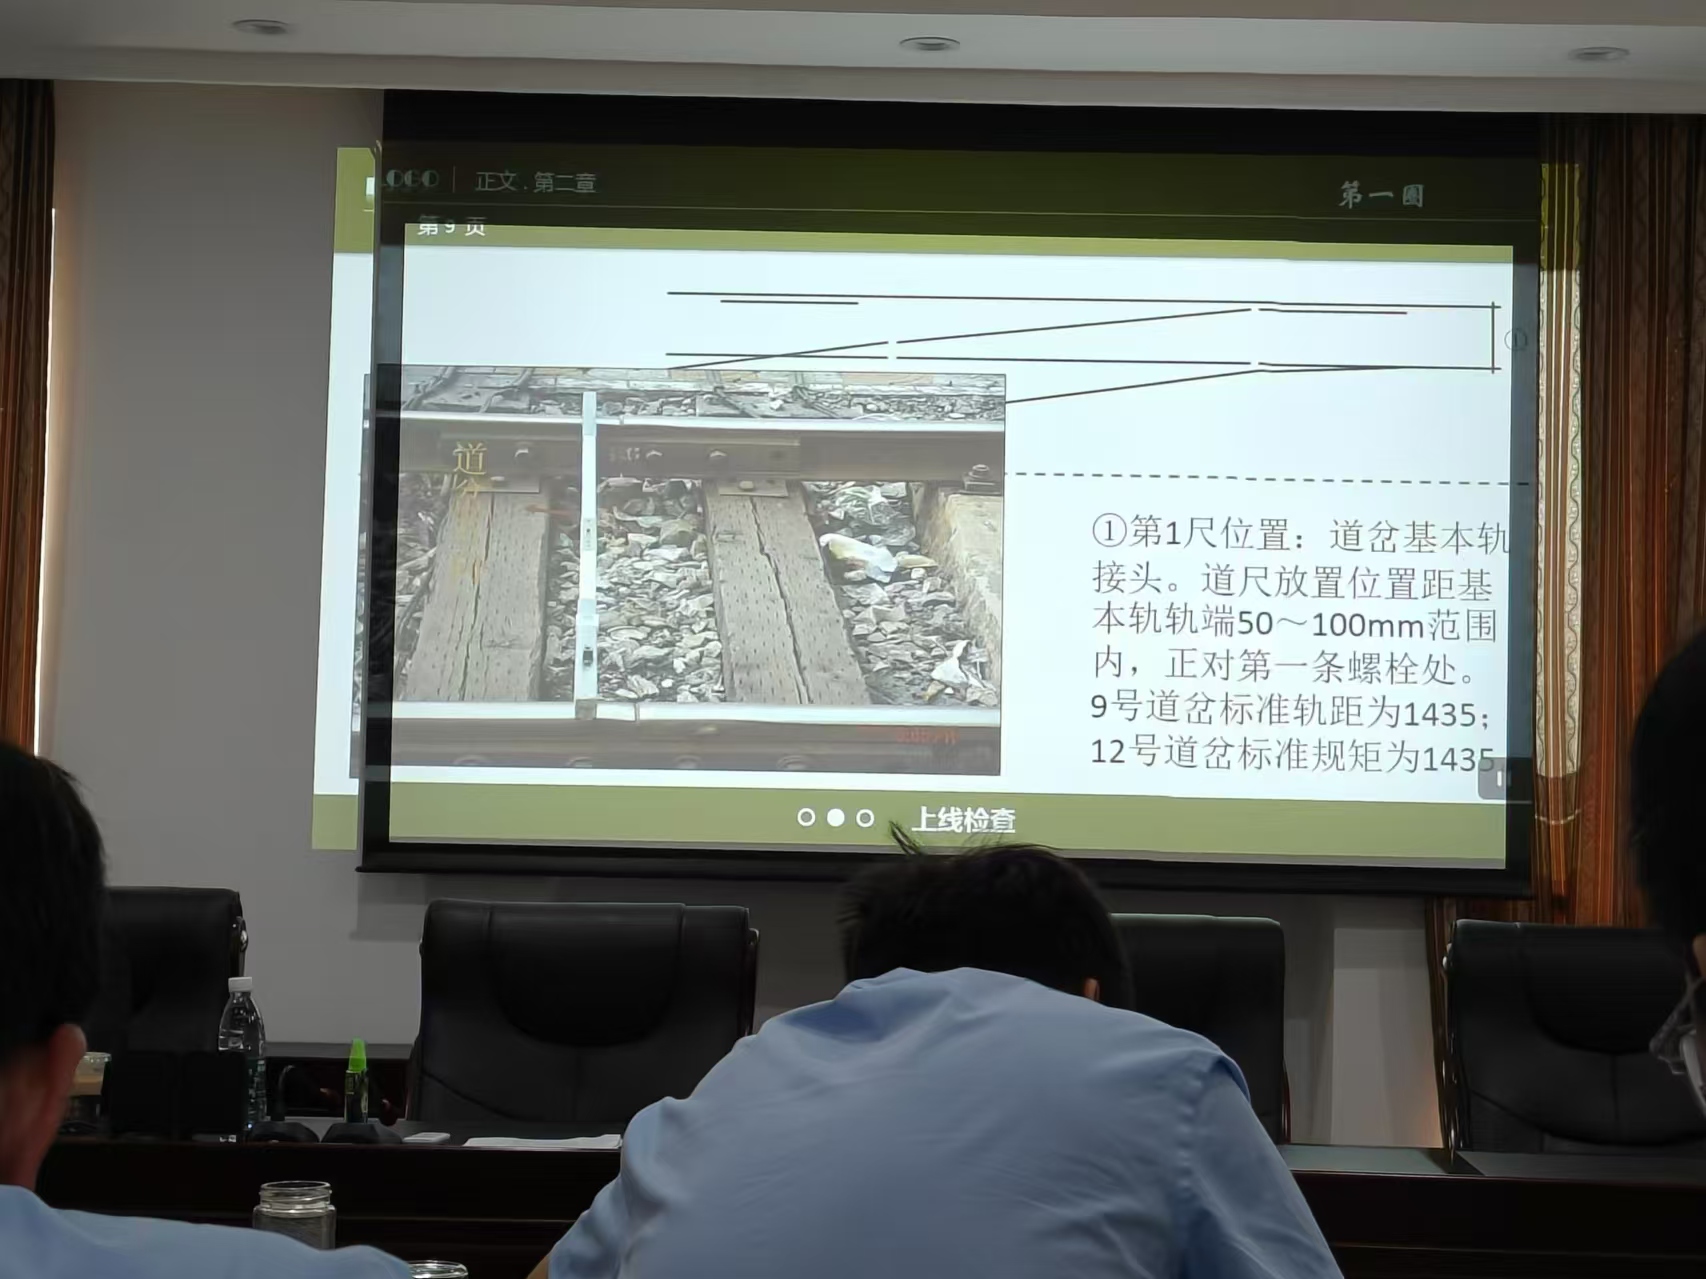 LOGO
正文.第二章
第一圈
第 9 页
①
道
①第1尺位置：道岔基本轨
接头。道尺放置位置距基
本轨轨端50～100mm范围
内，正对第一条螺栓处。
9号道岔标准轨距为1435；
12号道岔标准规矩为1435
上线检查